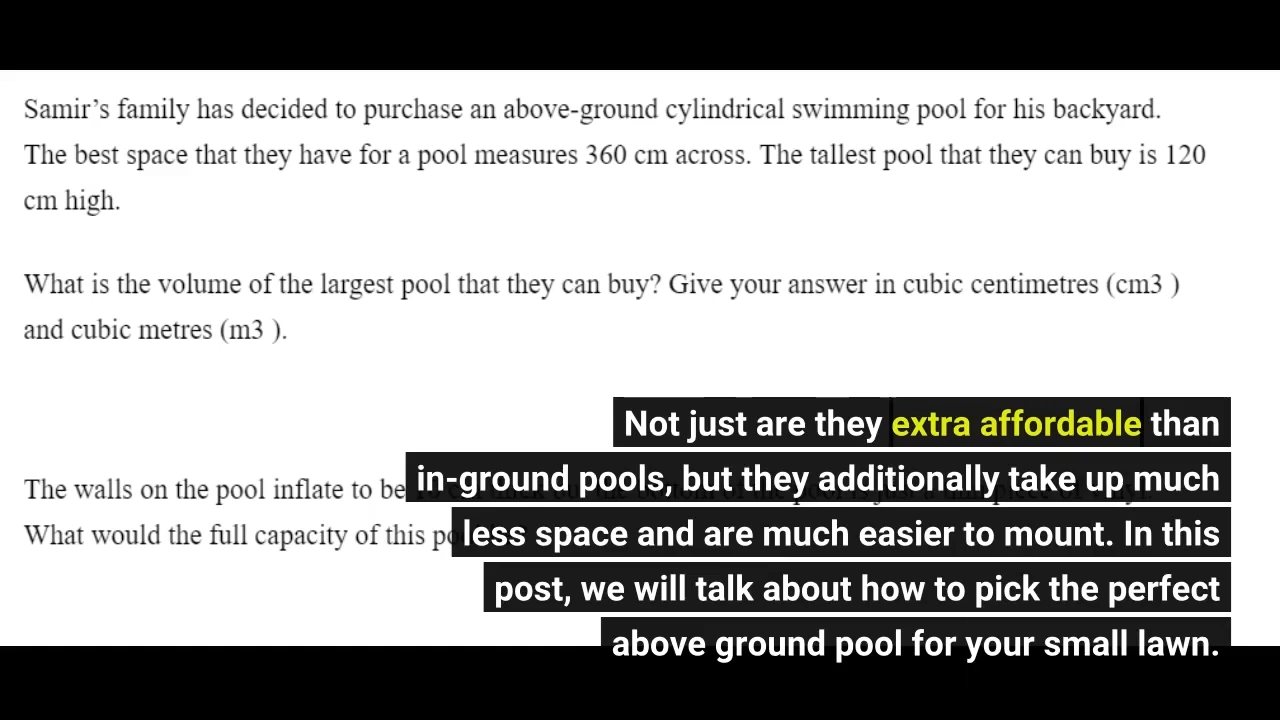 Samir’s family has decided to purchase an above-ground cylindrical swimming pool for his backyard.
The best space that they have for a pool measures 360 cm across. The tallest pool that they can buy is 120
cm high.
What is the volume of the largest pool that they can buy? Give your answer in cubic centimetres (cm3 )
and cubic metres (m3 ).
Not just are they extra affordable than
in-ground pools, but they additionally take up much
less space and are much easier to mount. In this
post, we will talk about how to pick the perfect
above ground pool for your small lawn.
The walls on the pool inflate to be
What would the full capacity of this